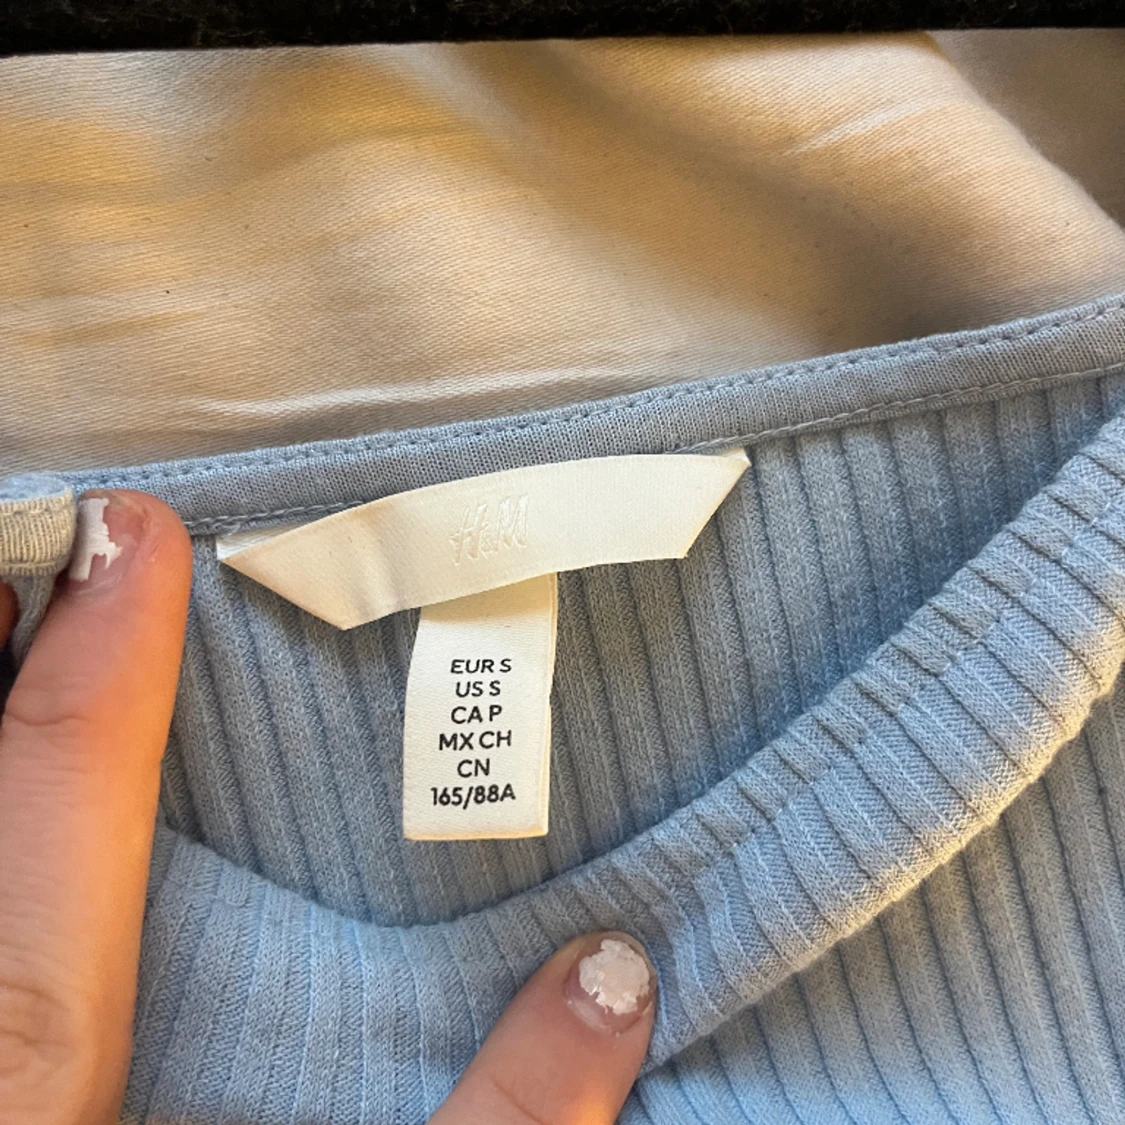 H&M
EUR S
US S
CA P
MX CH
CN
165/88A